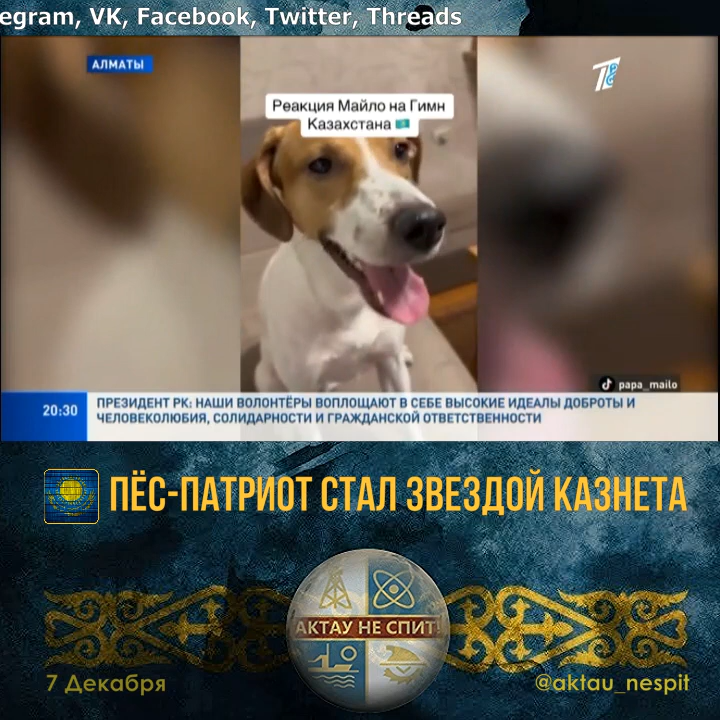 egram, VK, Facebook, Twitter, Threads
АЛМАТЫ
Реакция Майло на Гимн
Казахстана 🇰🇿
papa_mailo
20:30
ПРЕЗИДЕНТ РК: НАШИ ВОЛОНТЁРЫ ВОПЛОЩАЮТ В СЕБЕ ВЫСОКИЕ ИДЕАЛЫ ДОБРОТЫ И
ЧЕЛОВЕКОЛЮБИЯ, СОЛИДАРНОСТИ И ГРАЖДАНСКОЙ ОТВЕТСТВЕННОСТИ
ПЁС-ПАТРИОТ СТАЛ ЗВЕЗДОЙ КАЗНЕТА
АКТАУ НЕ СПИТ!
7 Декабря
@aktau_nespit